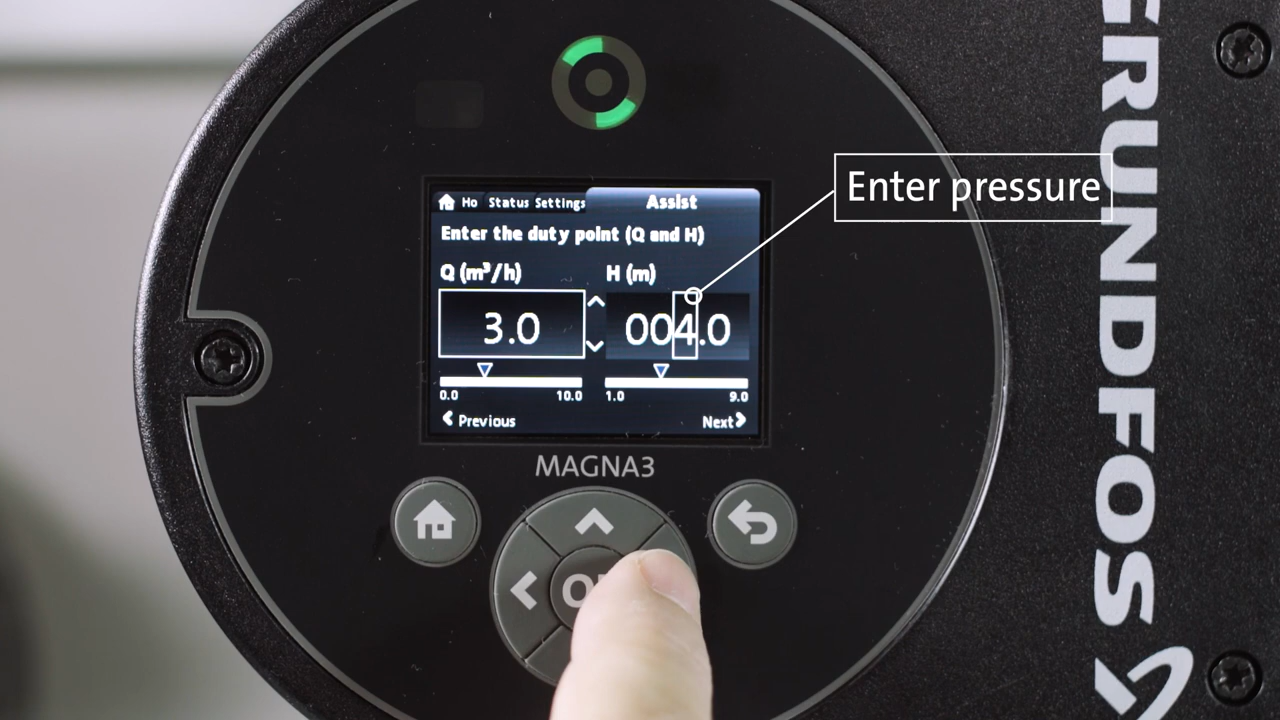 Enter pressure
Ho Status Settings Assist
Enter the duty point (Q and H)
Q (m³/h) H (m)
3.0 004.0
0.0 10.0 1.0 9.0
Previous Next
MAGNA3
GRUNDFOS